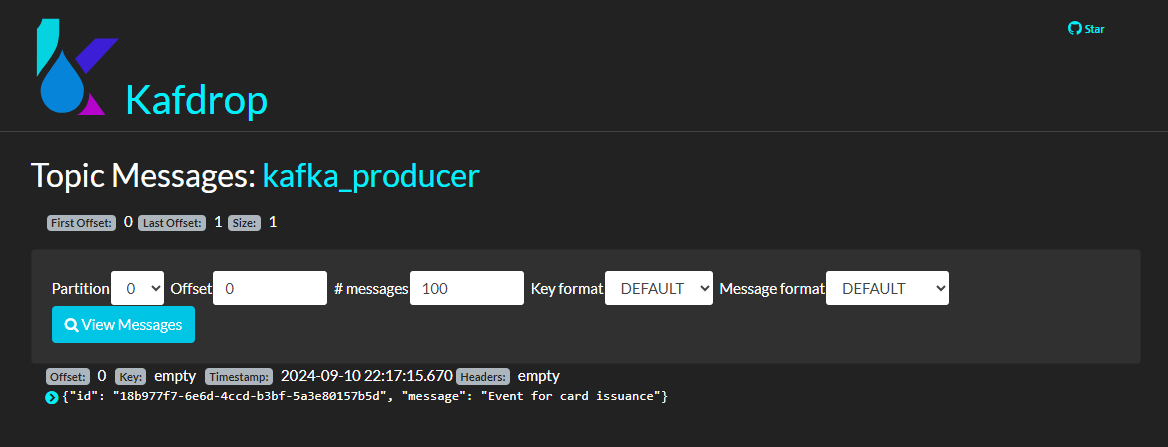 Star
Kafdrop
Topic Messages: kafka_producer
First Offset: 0 Last Offset: 1 Size: 1
Partition 0 Offset 0 # messages 100 Key format DEFAULT Message format DEFAULT
View Messages
Offset: 0 Key: empty Timestamp: 2024-09-10 22:17:15.670 Headers: empty
{"id": "18b977f7-6e6d-4ccd-b3bf-5a3e80157b5d", "message": "Event for card issuance"}